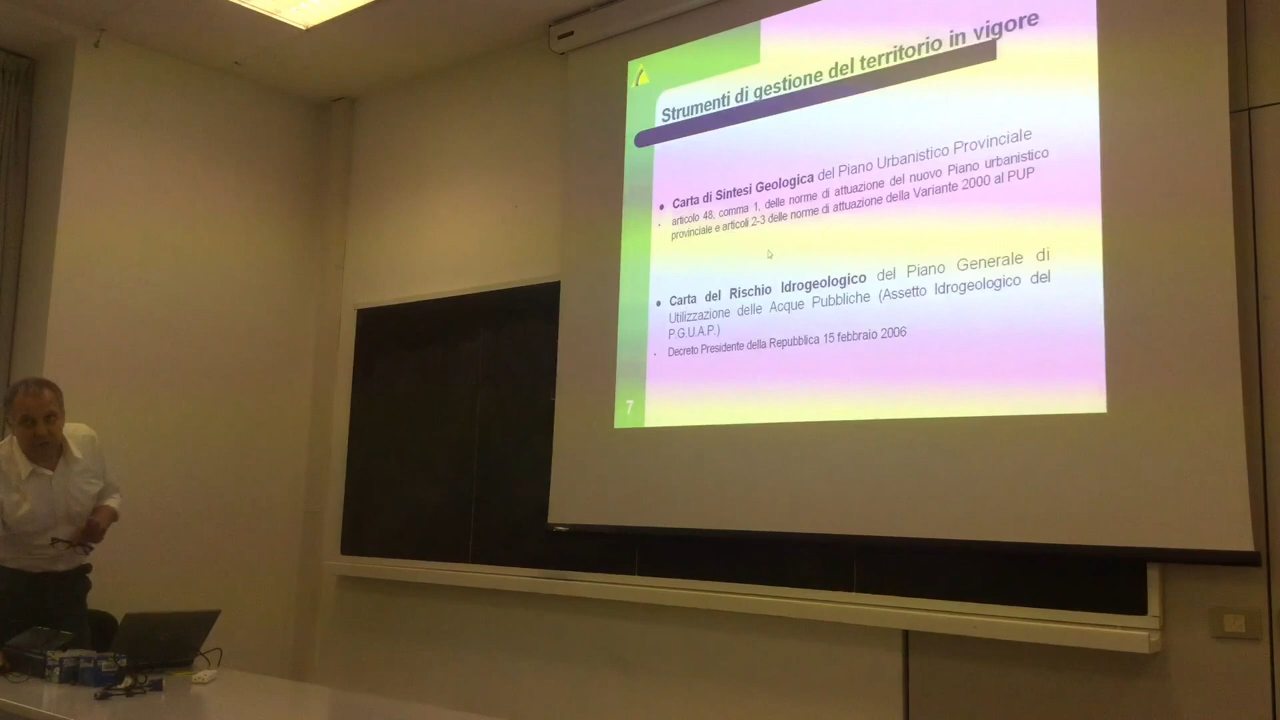 Strumenti di gestione del territorio in vigore
• Carta di Sintesi Geologica del Piano Urbanistico Provinciale
• articolo 48, comma 1, delle norme di attuazione del nuovo Piano urbanistico
provinciale e articoli 2-3 delle norme di attuazione della Variante 2000 al PUP
• Carta del Rischio Idrogeologico del Piano Generale di
Utilizzazione delle Acque Pubbliche (Assetto Idrogeologico del
P.G.U.A.P.)
• Decreto Presidente della Repubblica 15 febbraio 2006
7